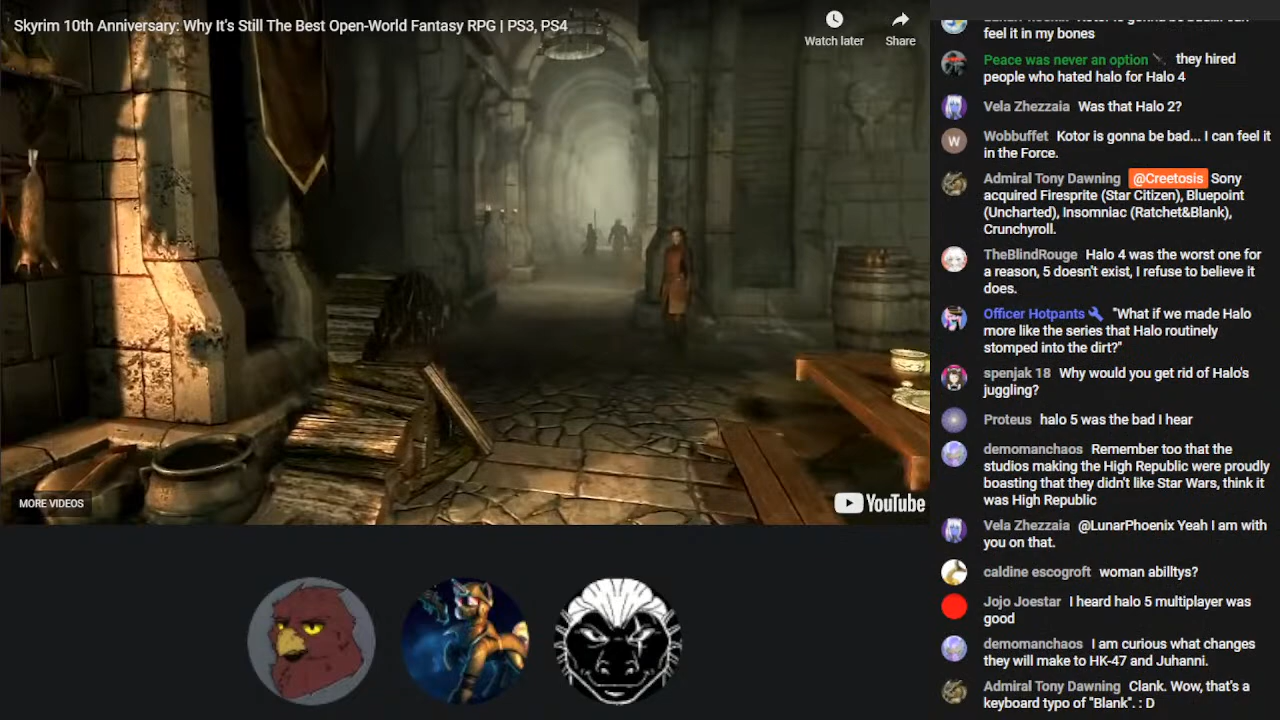 Skyrim 10th Anniversary: Why It's Still The Best Open-World Fantasy RPG | PS3, PS4
Watch later
Share
MORE VIDEOS
YouTube
feel it in my bones
Peace was never an option they hired
people who hated halo for Halo 4
Vela Zhezzaia Was that Halo 2?
W
Wobbuffet Kotor is gonna be bad... I can feel it
in the Force.
Admiral Tony Dawning @Creetosis Sony
acquired Firesprite (Star Citizen), Bluepoint
(Uncharted), Insomniac (Ratchet&Blank),
Crunchyroll.
TheBlindRouge Halo 4 was the worst one for
a reason, 5 doesn't exist, I refuse to believe it
does.
Officer Hotpants "What if we made Halo
more like the series that Halo routinely
stomped into the dirt?"
spenjak 18 Why would you get rid of Halo's
juggling?
Proteus halo 5 was the bad I hear
demomanchaos Remember too that the
studios making the High Republic were proudly
boasting that they didn't like Star Wars, think it
was High Republic
Vela Zhezzaia @LunarPhoenix Yeah I am with
you on that.
caldine escogroft woman abilltys?
Jojo Joestar I heard halo 5 multiplayer was
good
demomanchaos I am curious what changes
they will make to HK-47 and Juhanni.
Admiral Tony Dawning Clank. Wow, that's a
keyboard typo of "Blank". : D